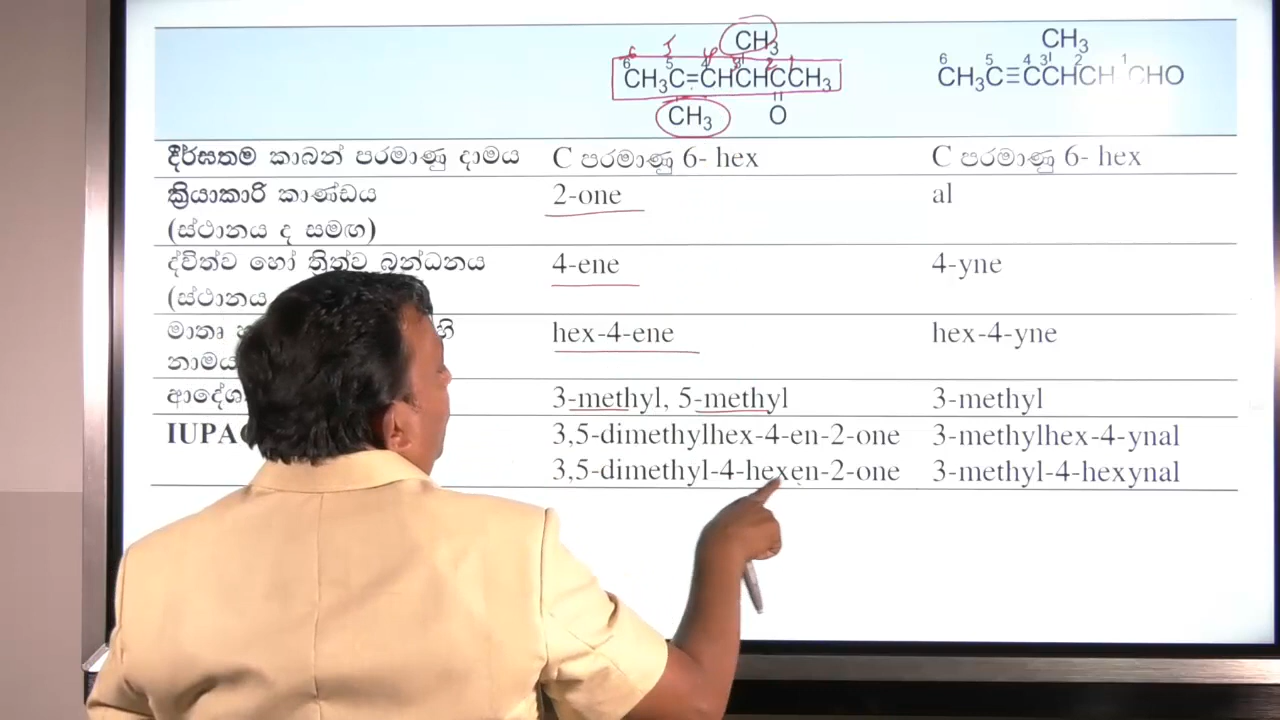 CH3 CH3
6 5 4 3 2 1 6 5 4 3 2 1
CH3C=CHCHCCH3 CH3C≡CCHCH CHO
CH3 O
දීර්ඝතම කාබන් පරමාණු දාමය C පරමාණු 6- hex C පරමාණු 6- hex
ක්‍රියාකාරි කාණ්ඩය 2-one al
(ස්ථානය ද සමඟ)
ද්විත්ව හෝ ත්‍රිත්ව බන්ධනය 4-ene 4-yne
(ස්ථානය
මාතෘ hex-4-ene hex-4-yne
නාමය
3-methyl, 5-methyl 3-methyl
3,5-dimethylhex-4-en-2-one 3-methylhex-4-ynal
3,5-dimethyl-4-hexen-2-one 3-methyl-4-hexynal